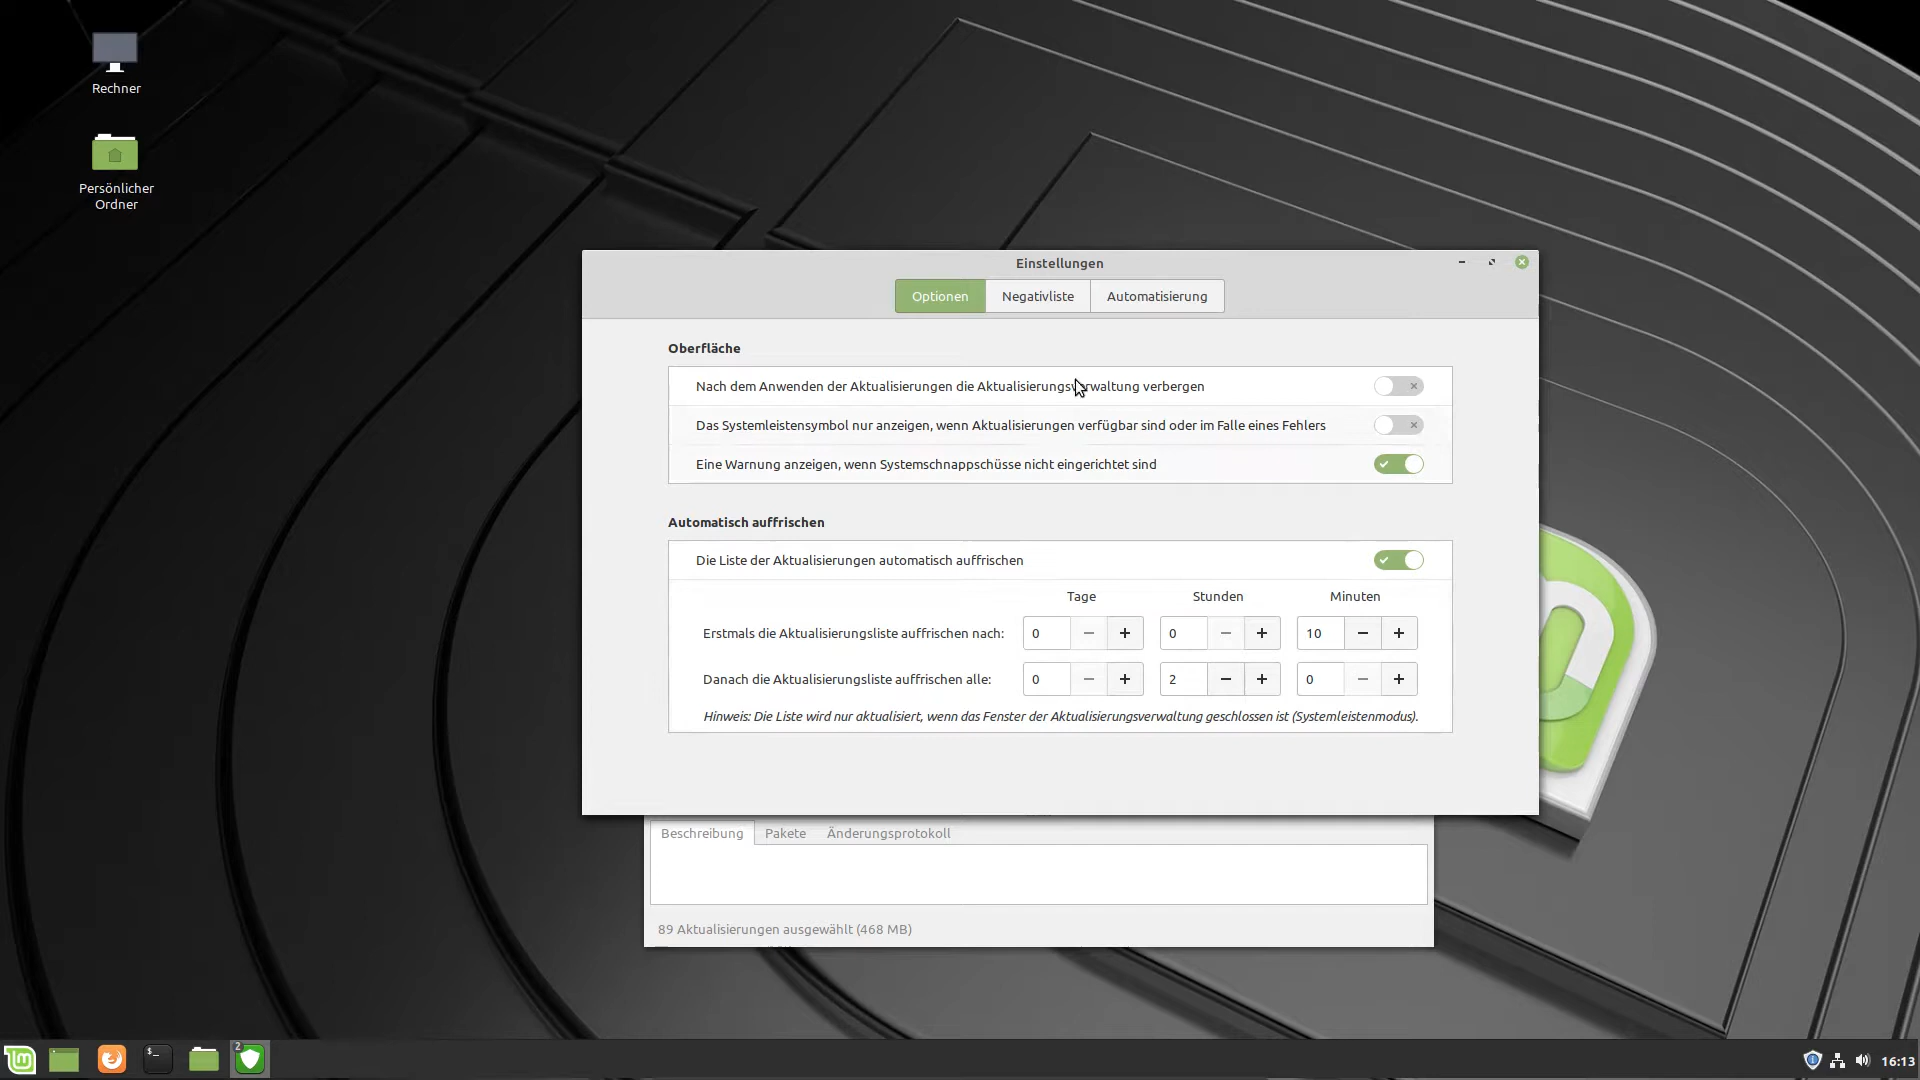 Rechner
Persönlicher
Ordner
Einstellungen
Optionen Negativliste Automatisierung
Oberfläche
Nach dem Anwenden der Aktualisierungen die Aktualisierungsverwaltung verbergen
Das Systemleistensymbol nur anzeigen, wenn Aktualisierungen verfügbar sind oder im Falle eines Fehlers
Eine Warnung anzeigen, wenn Systemschnappschüsse nicht eingerichtet sind
Automatisch auffrischen
Die Liste der Aktualisierungen automatisch auffrischen
Tage Stunden Minuten
Erstmals die Aktualisierungsliste auffrischen nach: 0 − + 0 − + 10 − +
Danach die Aktualisierungsliste auffrischen alle: 0 − + 2 − + 0 − +
Hinweis: Die Liste wird nur aktualisiert, wenn das Fenster der Aktualisierungsverwaltung geschlossen ist (Systemleistenmodus).
Beschreibung Pakete Änderungsprotokoll
89 Aktualisierungen ausgewählt (468 MB)
$_ 2 16:13